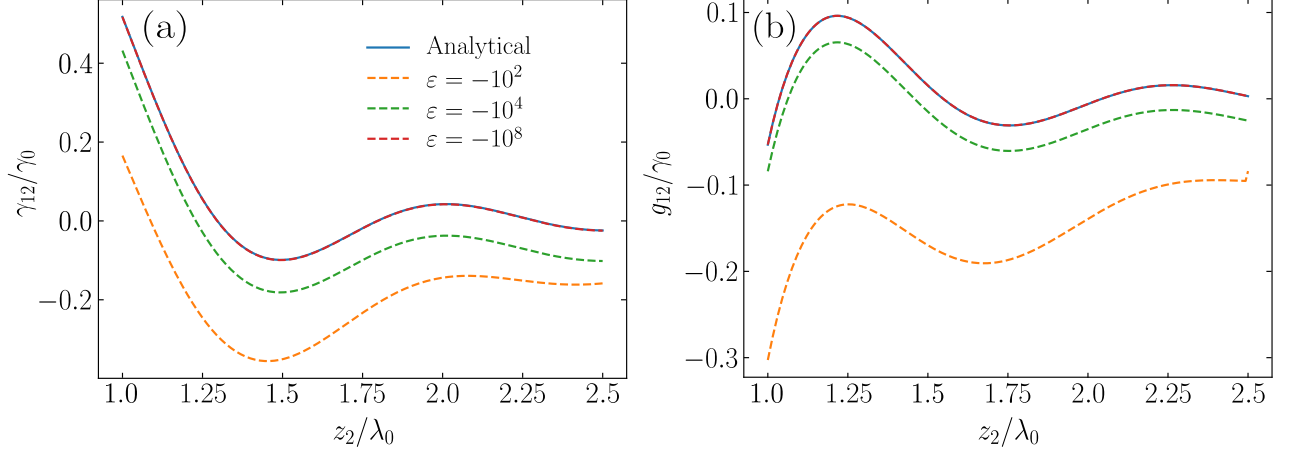 (a)
Analytical
ε = −10²
ε = −10⁴
ε = −10⁸
0.4
0.2
0.0
−0.2
γ₁₂/γ₀
1.0 1.25 1.5 1.75 2.0 2.25 2.5
z₂/λ₀
(b)
0.1
0.0
−0.1
−0.2
−0.3
g₁₂/γ₀
1.0 1.25 1.5 1.75 2.0 2.25 2.5
z₂/λ₀